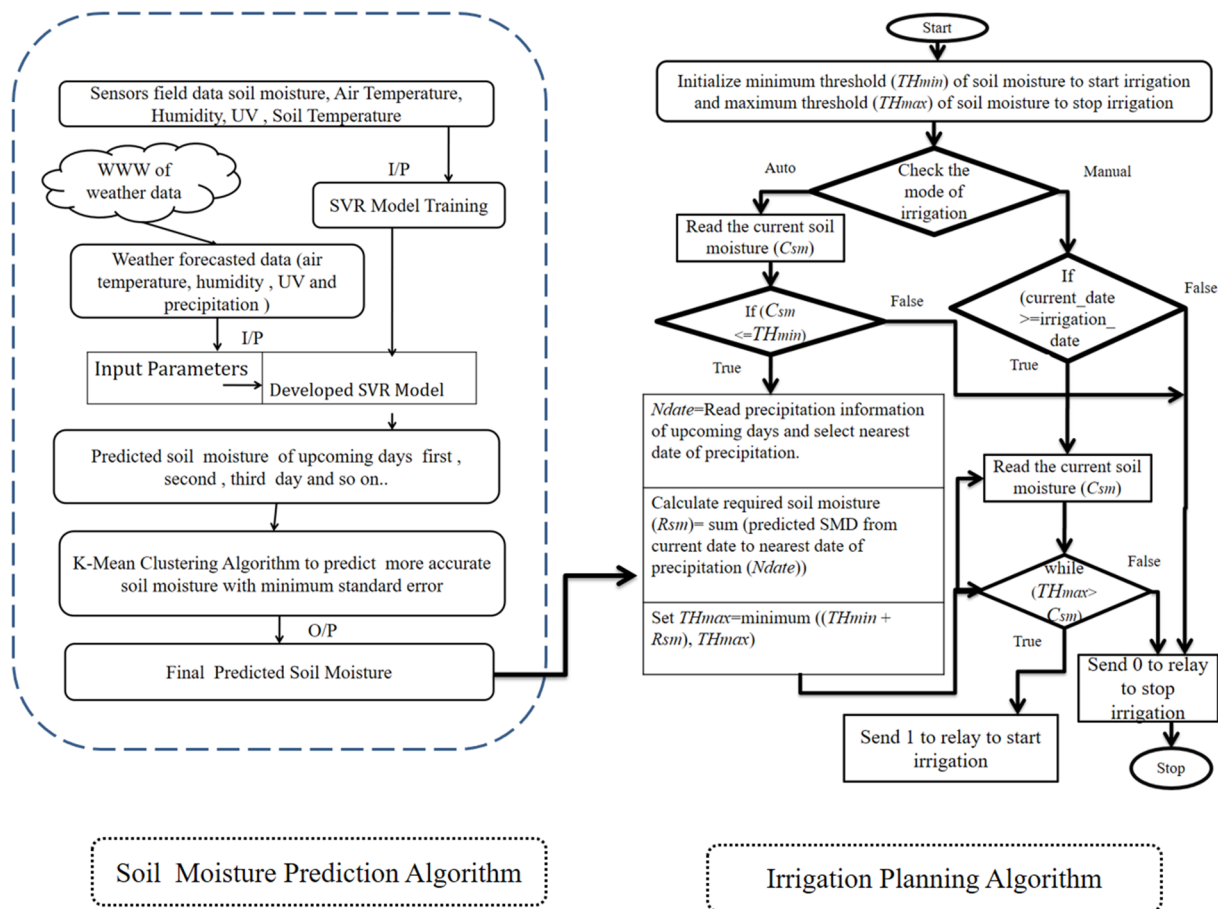 Sensors field data soil moisture, Air Temperature,
Humidity, UV , Soil Temperature
WWW of
weather data
I/P
SVR Model Training
Weather forecasted data (air
temperature, humidity , UV and
precipitation )
I/P
Input Parameters
Developed SVR Model
Predicted soil moisture of upcoming days first ,
second , third day and so on..
K-Mean Clustering Algorithm to predict more accurate
soil moisture with minimum standard error
O/P
Final Predicted Soil Moisture
Soil Moisture Prediction Algorithm
Start
Initialize minimum threshold (THmin) of soil moisture to start irrigation
and maximum threshold (THmax) of soil moisture to stop irrigation
Auto
Check the
mode of
irrigation
Manual
Read the current soil
moisture (Csm)
If (Csm
<=THmin)
False
True
If
(current_date
>=irrigation_
date
False
True
Ndate=Read precipitation information
of upcoming days and select nearest
date of precipitation.
Calculate required soil moisture
(Rsm)= sum (predicted SMD from
current date to nearest date of
precipitation (Ndate))
Set THmax=minimum ((THmin +
Rsm), THmax)
Read the current soil
moisture (Csm)
while
(THmax>
Csm)
False
True
Send 1 to relay to start
irrigation
Send 0 to relay
to stop
irrigation
Stop
Irrigation Planning Algorithm